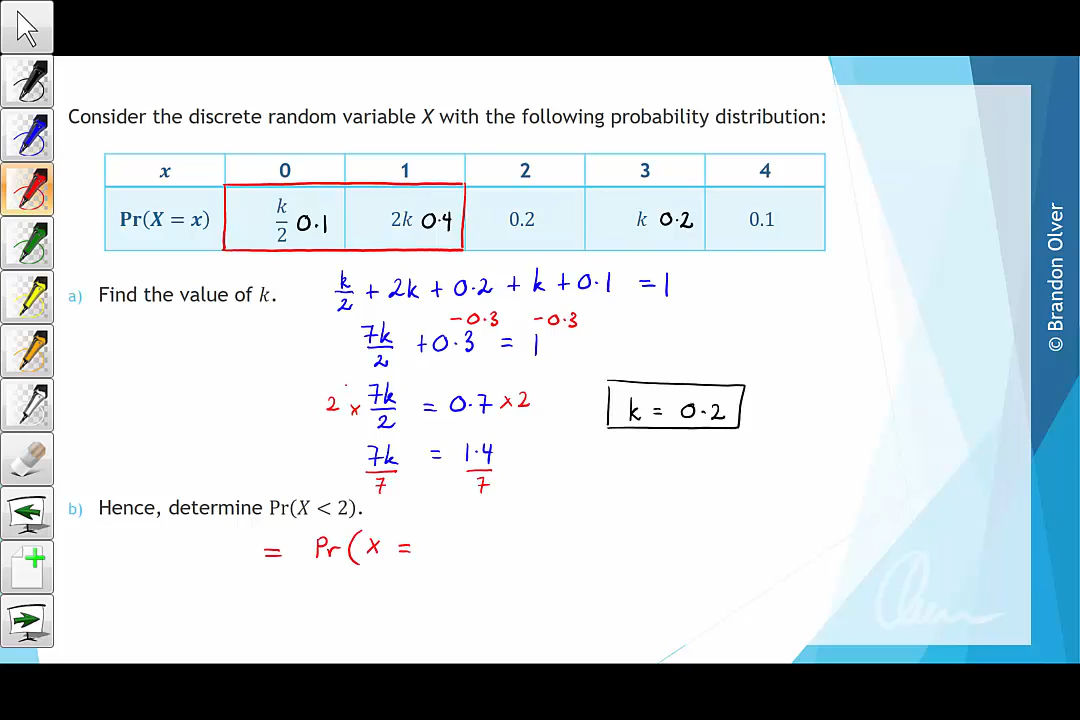 Consider the discrete random variable X with the following probability distribution:
x 0 1 2 3 4
Pr(X = x) k/2 0.1 2k 0.4 0.2 k 0.2 0.1
a) Find the value of k.
k/2 + 2k + 0.2 + k + 0.1 = 1
-0.3 -0.3
7k/2 + 0.3 = 1
2 × 7k/2 = 0.7 × 2
k = 0.2
7k/7 = 1.4/7
b) Hence, determine Pr(X < 2).
= Pr(X =
© Brandon Olver